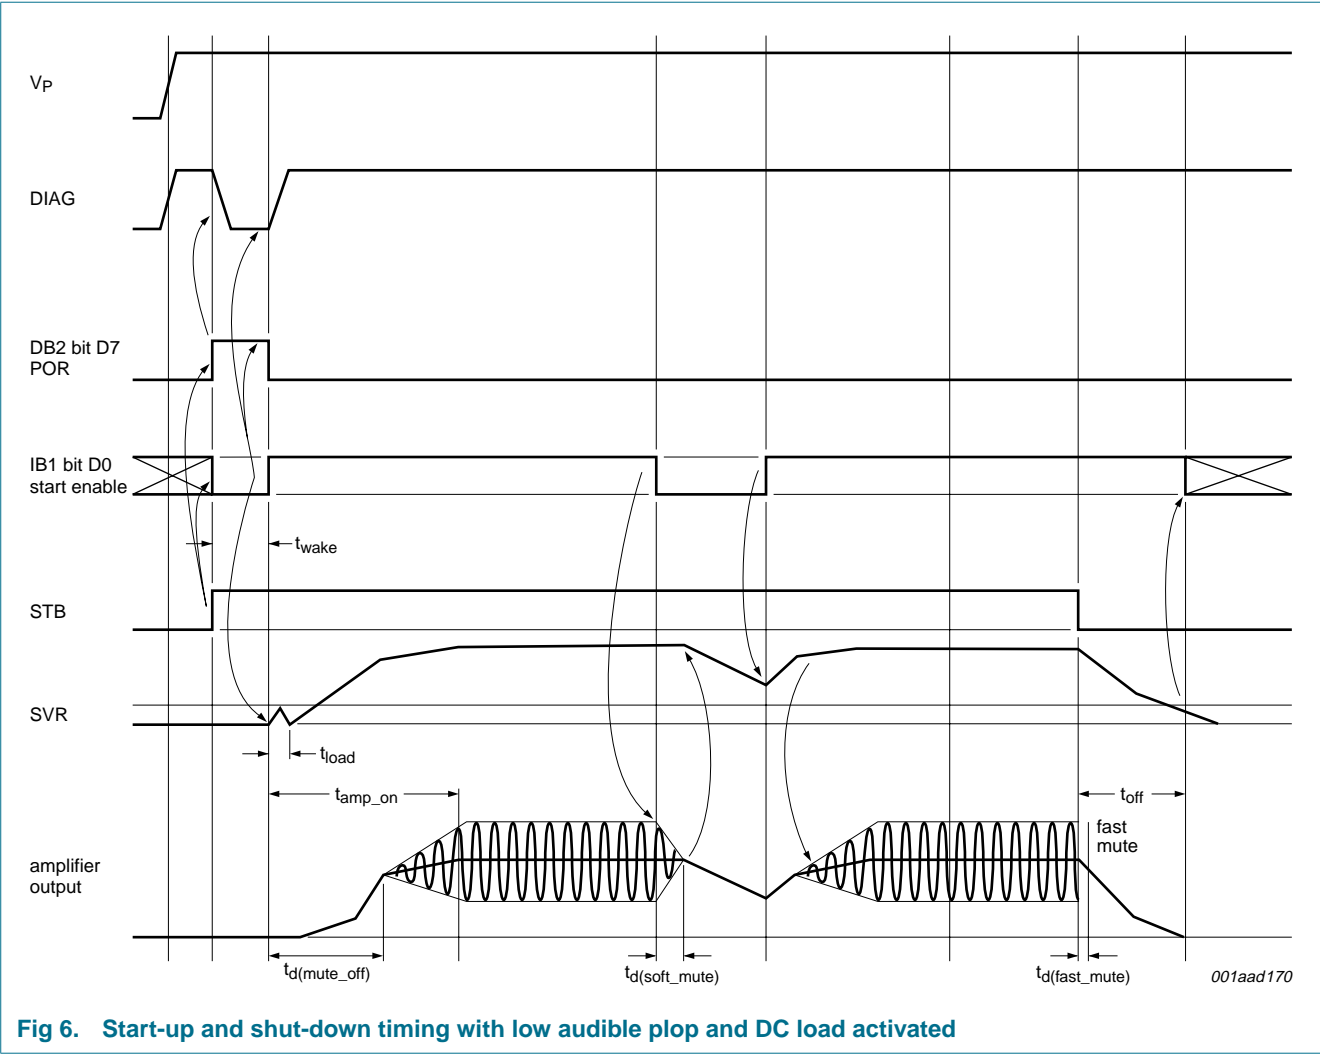 VP
DIAG
DB2 bit D7
POR
IB1 bit D0
start enable
twake
STB
SVR
tload
tamp_on
toff
fast
mute
amplifier
output
td(mute_off)
td(soft_mute)
td(fast_mute)
001aad170
Fig 6. Start-up and shut-down timing with low audible plop and DC load activated